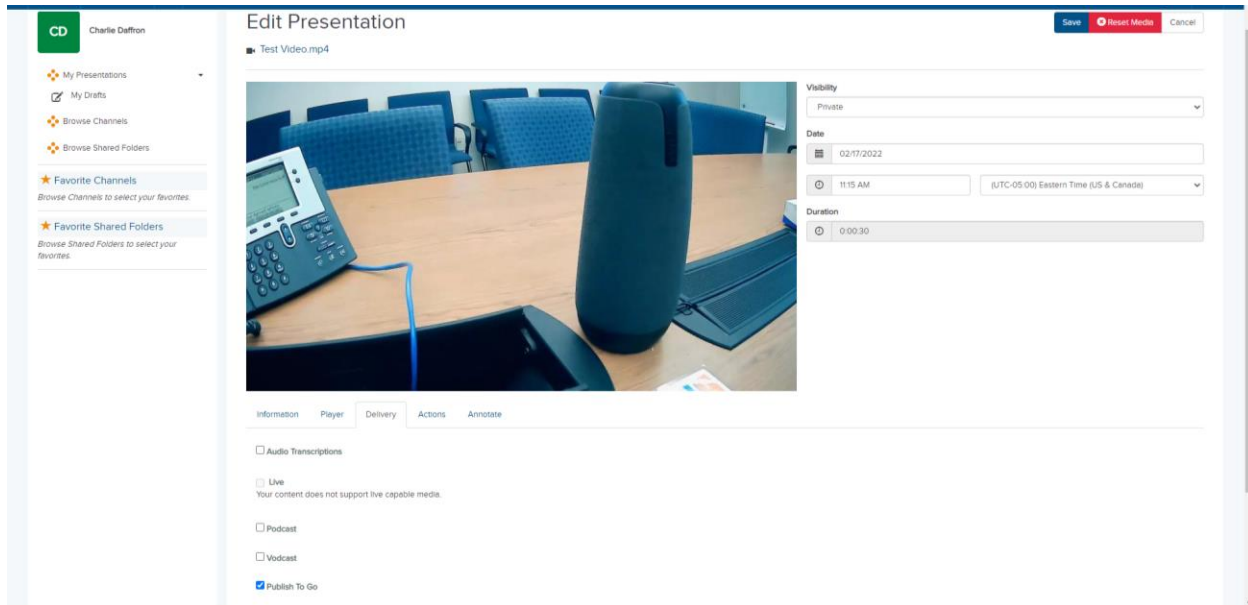 CD
Charlie Daffron
My Presentations
My Drafts
Browse Channels
Browse Shared Folders
Favorite Channels
Browse Channels to select your favorites.
Favorite Shared Folders
Browse Shared Folders to select your
favorites.
Edit Presentation
Save Reset Media Cancel
Test Video.mp4
Visibility
Private
Date
02/17/2022
11:15 AM (UTC-05:00) Eastern Time (US & Canada)
Duration
0:00:30
Information Player Delivery Actions Annotate
Audio Transcriptions
Live
Your content does not support live capable media.
Podcast
Vodcast
Publish To Go